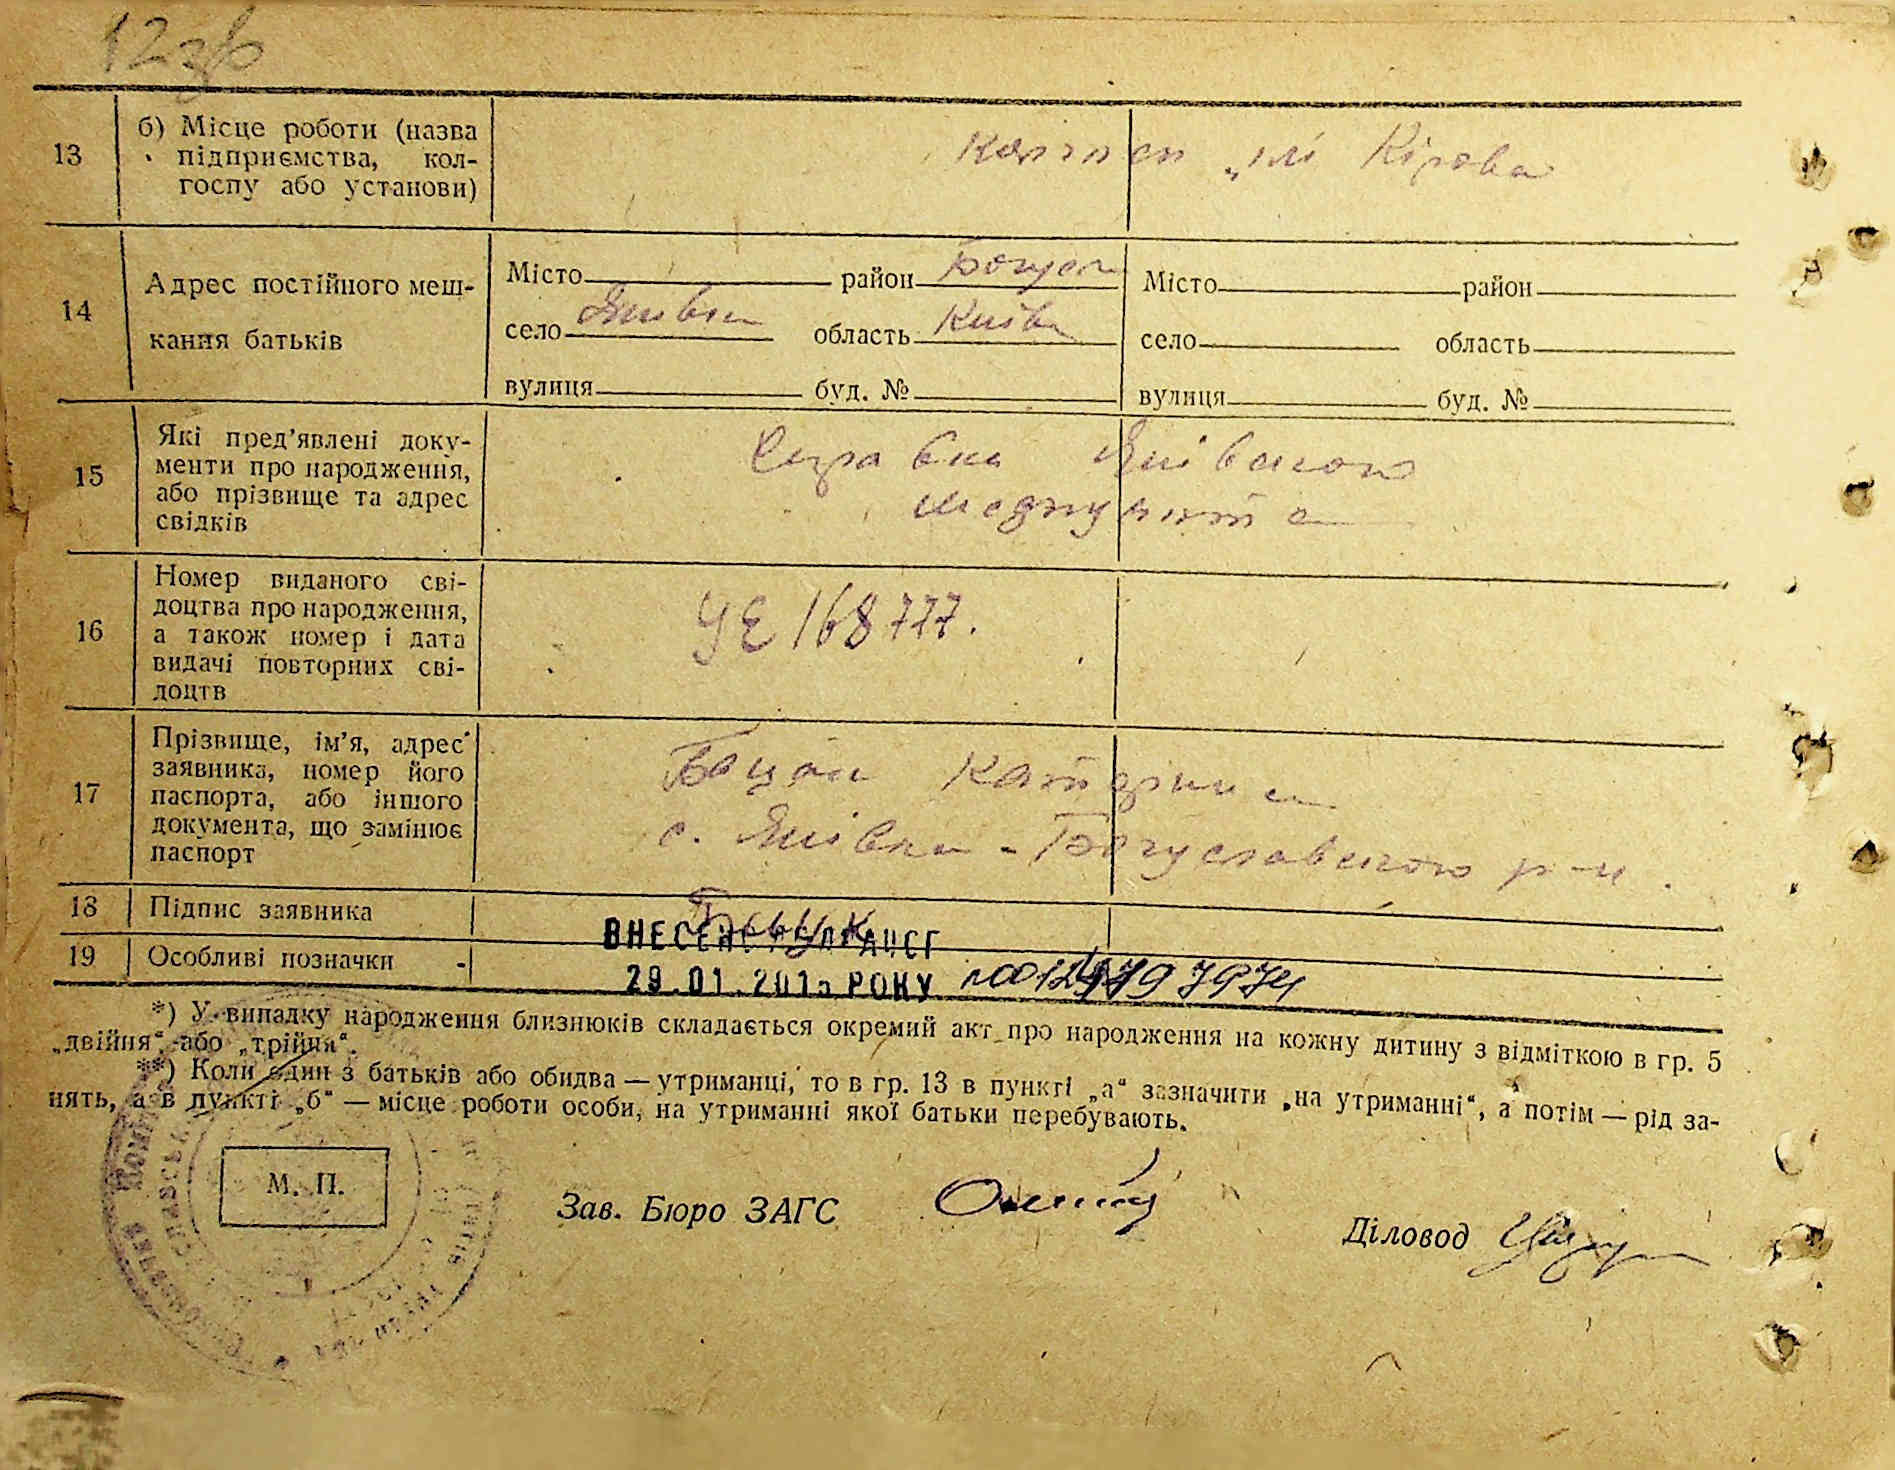 12зв
13 б) Місце роботи (назва
підприємства, кол-
госпу або установи)
колгосп „ім Кірова
14 Адрес постійного меш-
кання батьків
Місто район Богусл Місто район
село Яхівка область Київ село область
вулиця буд. № вулиця буд. №
15 Які пред’явлені доку-
менти про народження,
або прізвище та адрес
свідків
Справка
медпункта
16 Номер виданого сві-
доцтва про народження,
а також номер і дата
видачі повторних сві-
доцтв
УЕ 168777.
17 Прізвище, ім’я, адрес
заявника, номер його
паспорта, або іншого
документа, що замінює
паспорт
Катерина
с. - Богуславского р-н.
18 Підпис заявника
ВНЕСЕНО ДРАЦСГ
19 Особливі позначки
29.01.2015 РОКУ
*) У випадку народження близнюків складається окремий акт про народження на кожну дитину з відміткою в гр. 5
„двійня“ або „трійня“.
**) Коли один з батьків або обидва — утриманці, то в гр. 13 в пункті „а“ зазначити „на утриманні“, а потім — рід за-
нять, а в пункті „б“ — місце роботи особи, на утриманні якої батьки перебувають.
М. П.
Зав. Бюро ЗАГС
Діловод